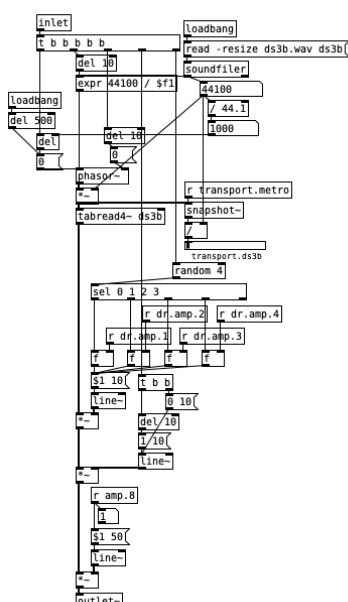 inlet
loadbang
t b b b b b
read -resize ds3b.wav ds3b
del 10
soundfiler
expr 44100 / $f1
44100
loadbang
/ 44.1
del 500
1000
del 10
del
0
0
phasor~
*~
r transport.metro
tabread4~ ds3b
snapshot~
/
transport.ds3b
random 4
sel 0 1 2 3
r dr.amp.2
r dr.amp.4
r dr.amp.1
r dr.amp.3
f
f
f
f
$1 10
t b b
line~
0 10
*~
del 10
1 10
line~
*~
r amp.8
1
$1 50
line~
*~
outlet~